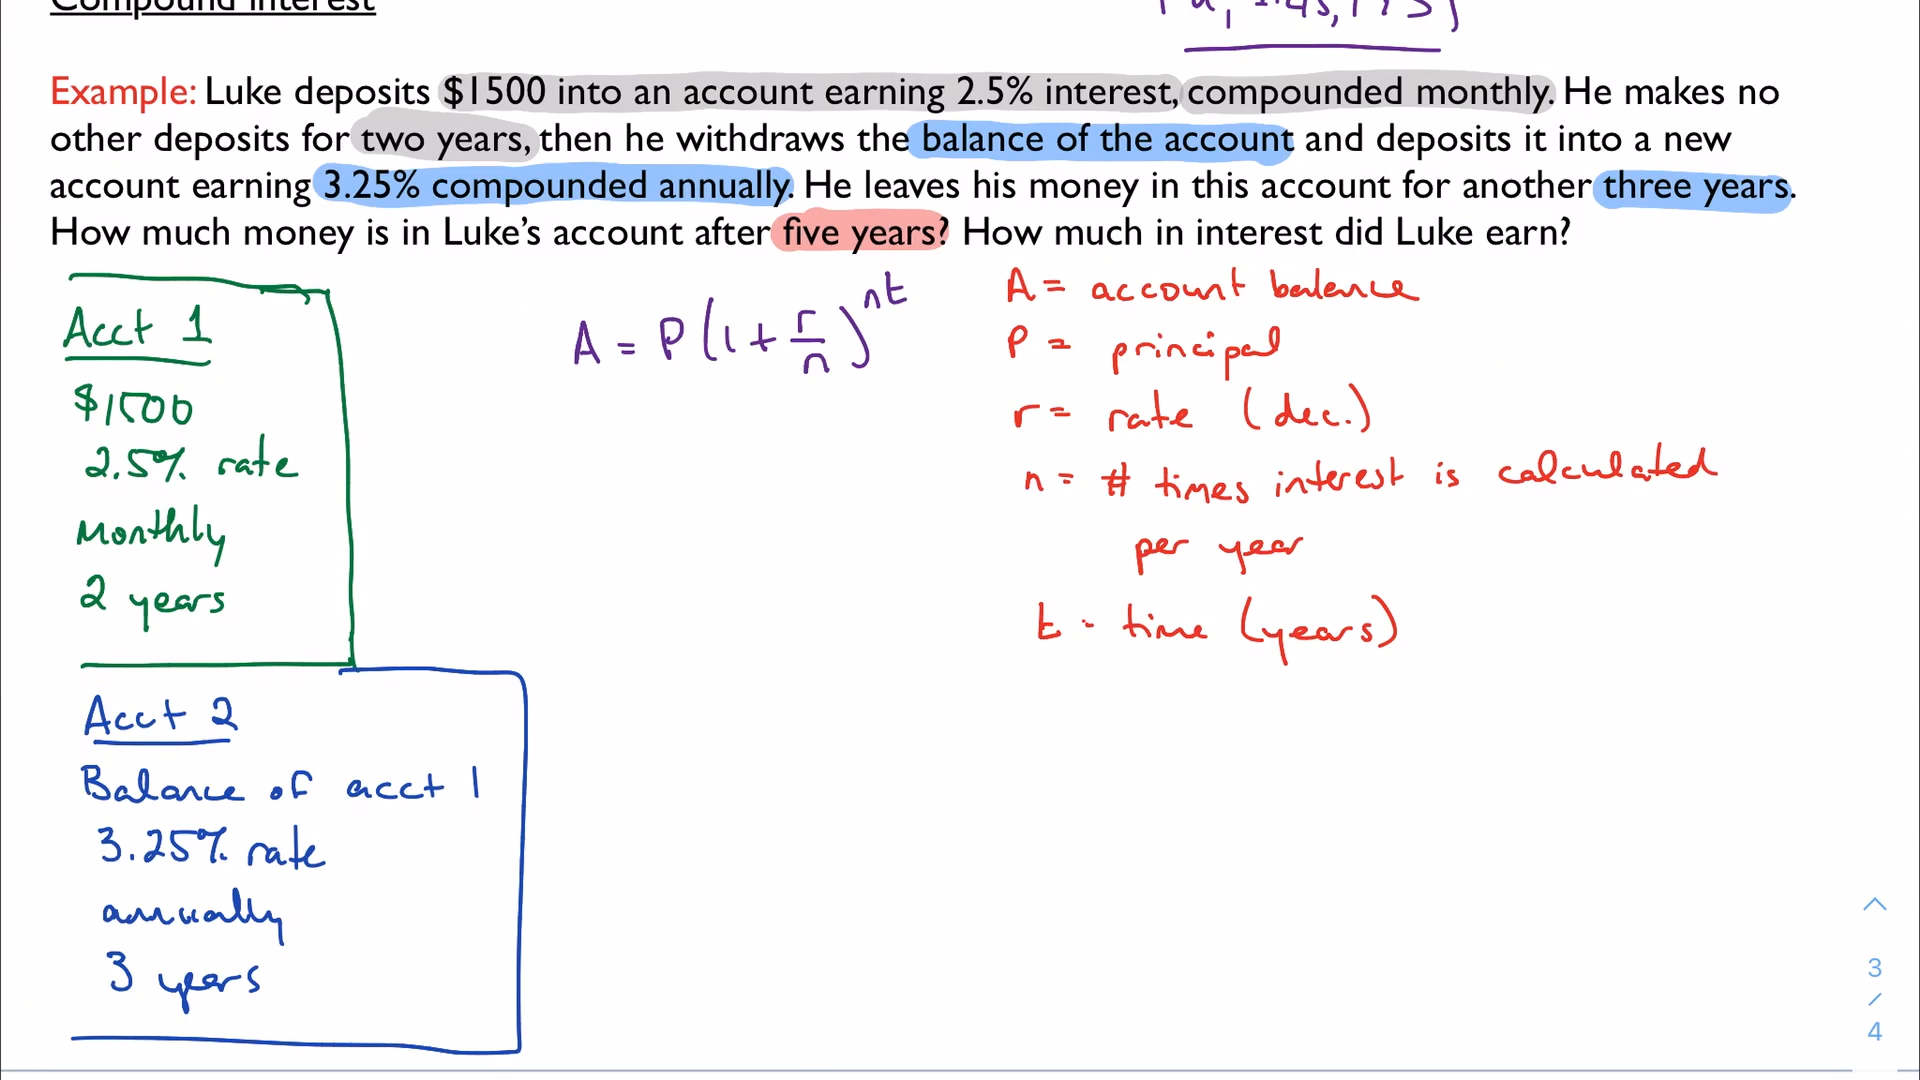 Compound Interest
Example: Luke deposits $1500 into an account earning 2.5% interest, compounded monthly. He makes no
other deposits for two years, then he withdraws the balance of the account and deposits it into a new
account earning 3.25% compounded annually. He leaves his money in this account for another three years.
How much money is in Luke's account after five years? How much in interest did Luke earn?
Acct 1
$1500
2.5% rate
Monthly
2 years
Acct 2
Balance of acct 1
3.25% rate
annually
3 years
A = P(1 + r/n)^nt
A = account balance
P = principal
r = rate (dec.)
n = # times interest is calculated
per year
t = time (years)
3
/
4